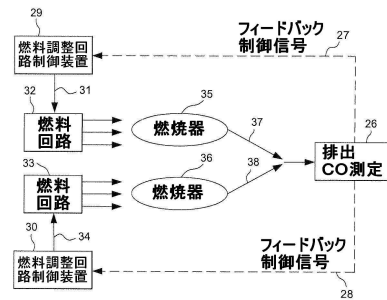 29
燃料調整回
路制御装置
フィードバック
制御信号
27
31
32
燃料
回路
35
燃焼器
37
26
排出
CO測定
33
燃料
回路
36
燃焼器
38
30
34
燃料調整回
路制御装置
フィードバック
制御信号
28